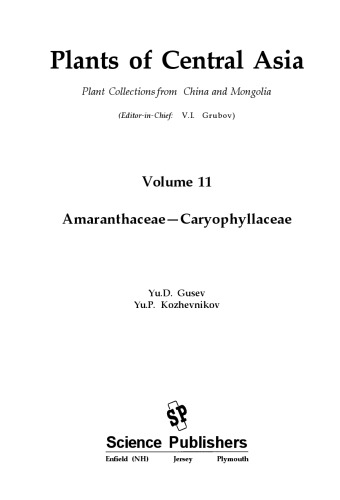 Plants of Central Asia
Plant Collections from China and Mongolia
(Editor-in-Chief: V.I. Grubov)
Volume 11
Amaranthaceae—Caryophyllaceae
Yu.D. Gusev
Yu.P. Kozhevnikov
SP
Science Publishers
Enfield (NH) Jersey Plymouth